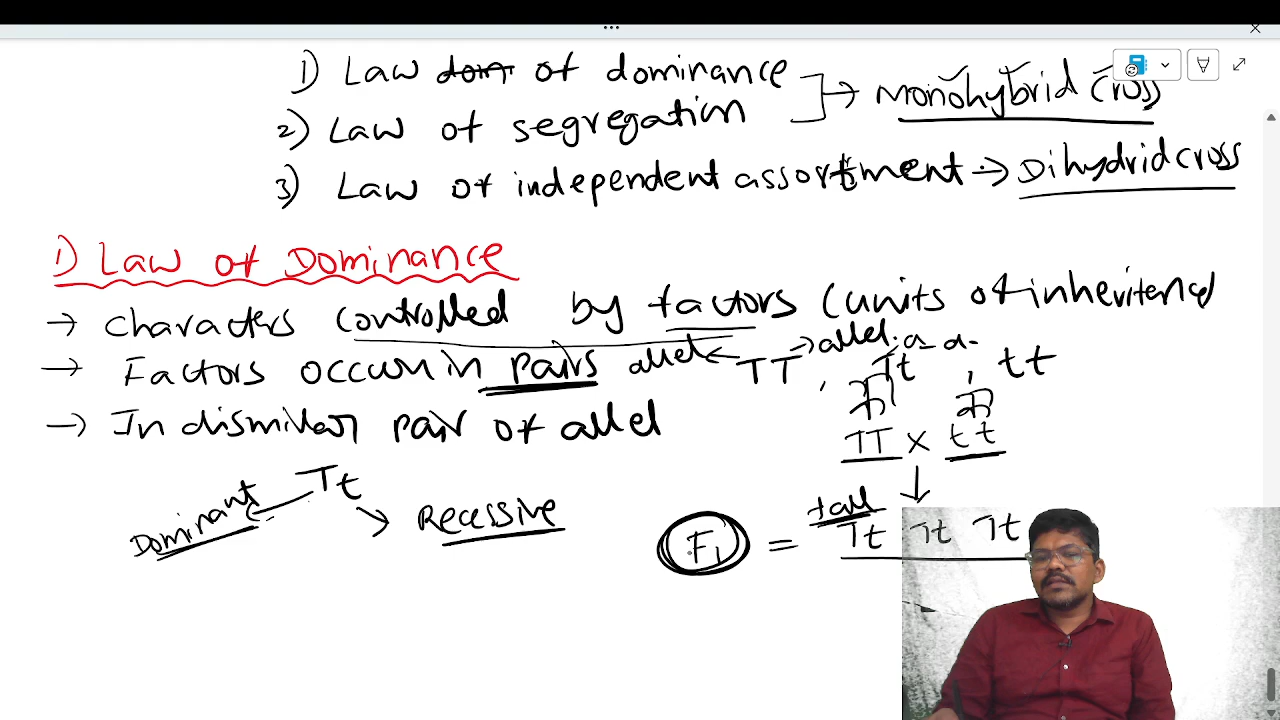 1) Law of dominance
2) Law of segregation → Monohybrid Cross
3) Law of independent assortment → Dihydrid cross
1) Law of Dominance
→ characters controlled by factors (units of inheritence)
→ Factors occur in pairs allel ← TT → allel , Tt , tt
→ In dismilar pair of allel
TT × tt
Tt
Dominant
Recessive
tall
F1 = Tt Tt Tt